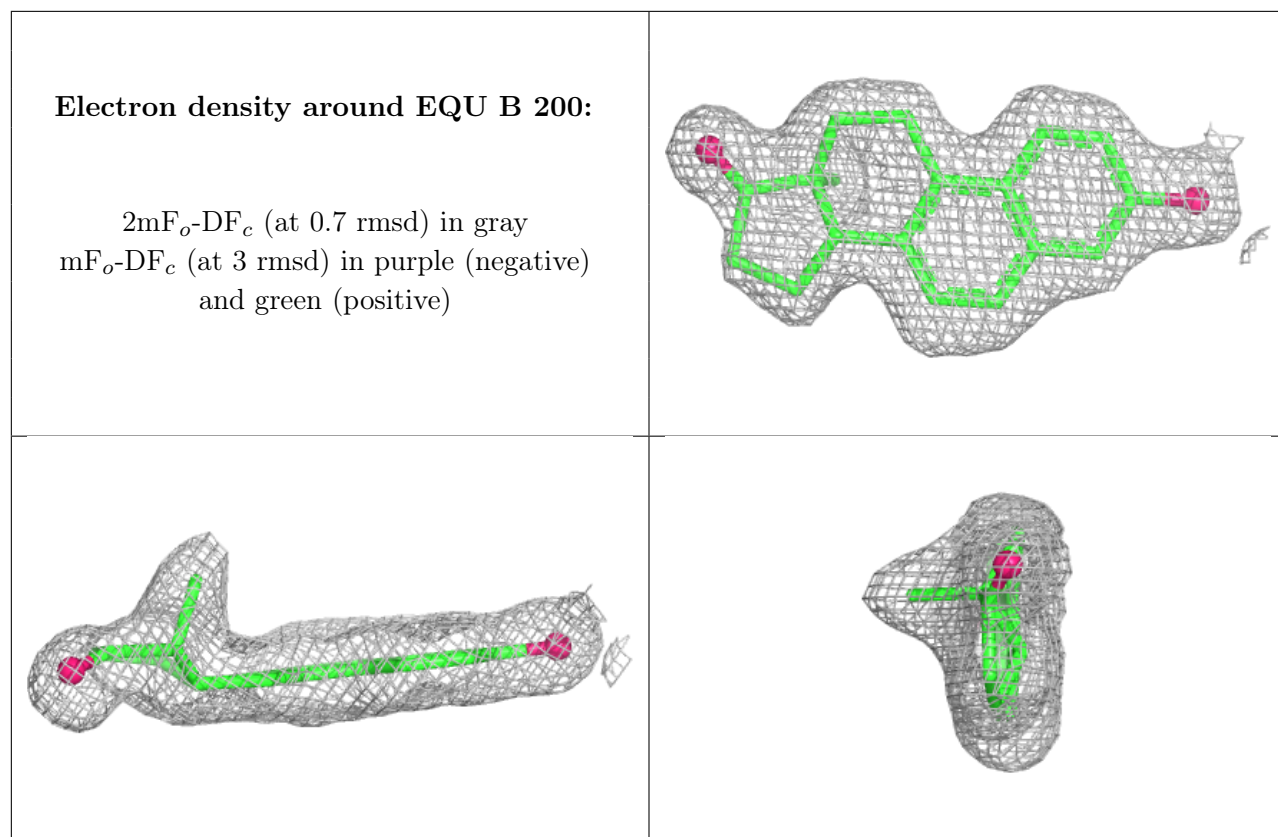 Electron density around EQU B 200:
2mFₒ-DF𝒸 (at 0.7 rmsd) in gray
mFₒ-DF𝒸 (at 3 rmsd) in purple (negative)
and green (positive)